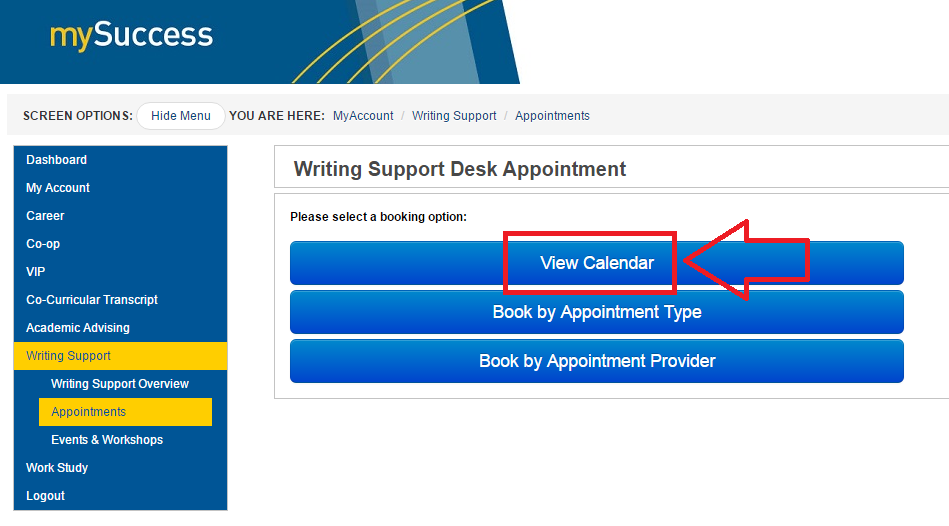 mySuccess
SCREEN OPTIONS: Hide Menu YOU ARE HERE: MyAccount / Writing Support / Appointments
Dashboard
My Account
Career
Co-op
VIP
Co-Curricular Transcript
Academic Advising
Writing Support
Writing Support Overview
Appointments
Events & Workshops
Work Study
Logout
Writing Support Desk Appointment
Please select a booking option:
View Calendar
Book by Appointment Type
Book by Appointment Provider